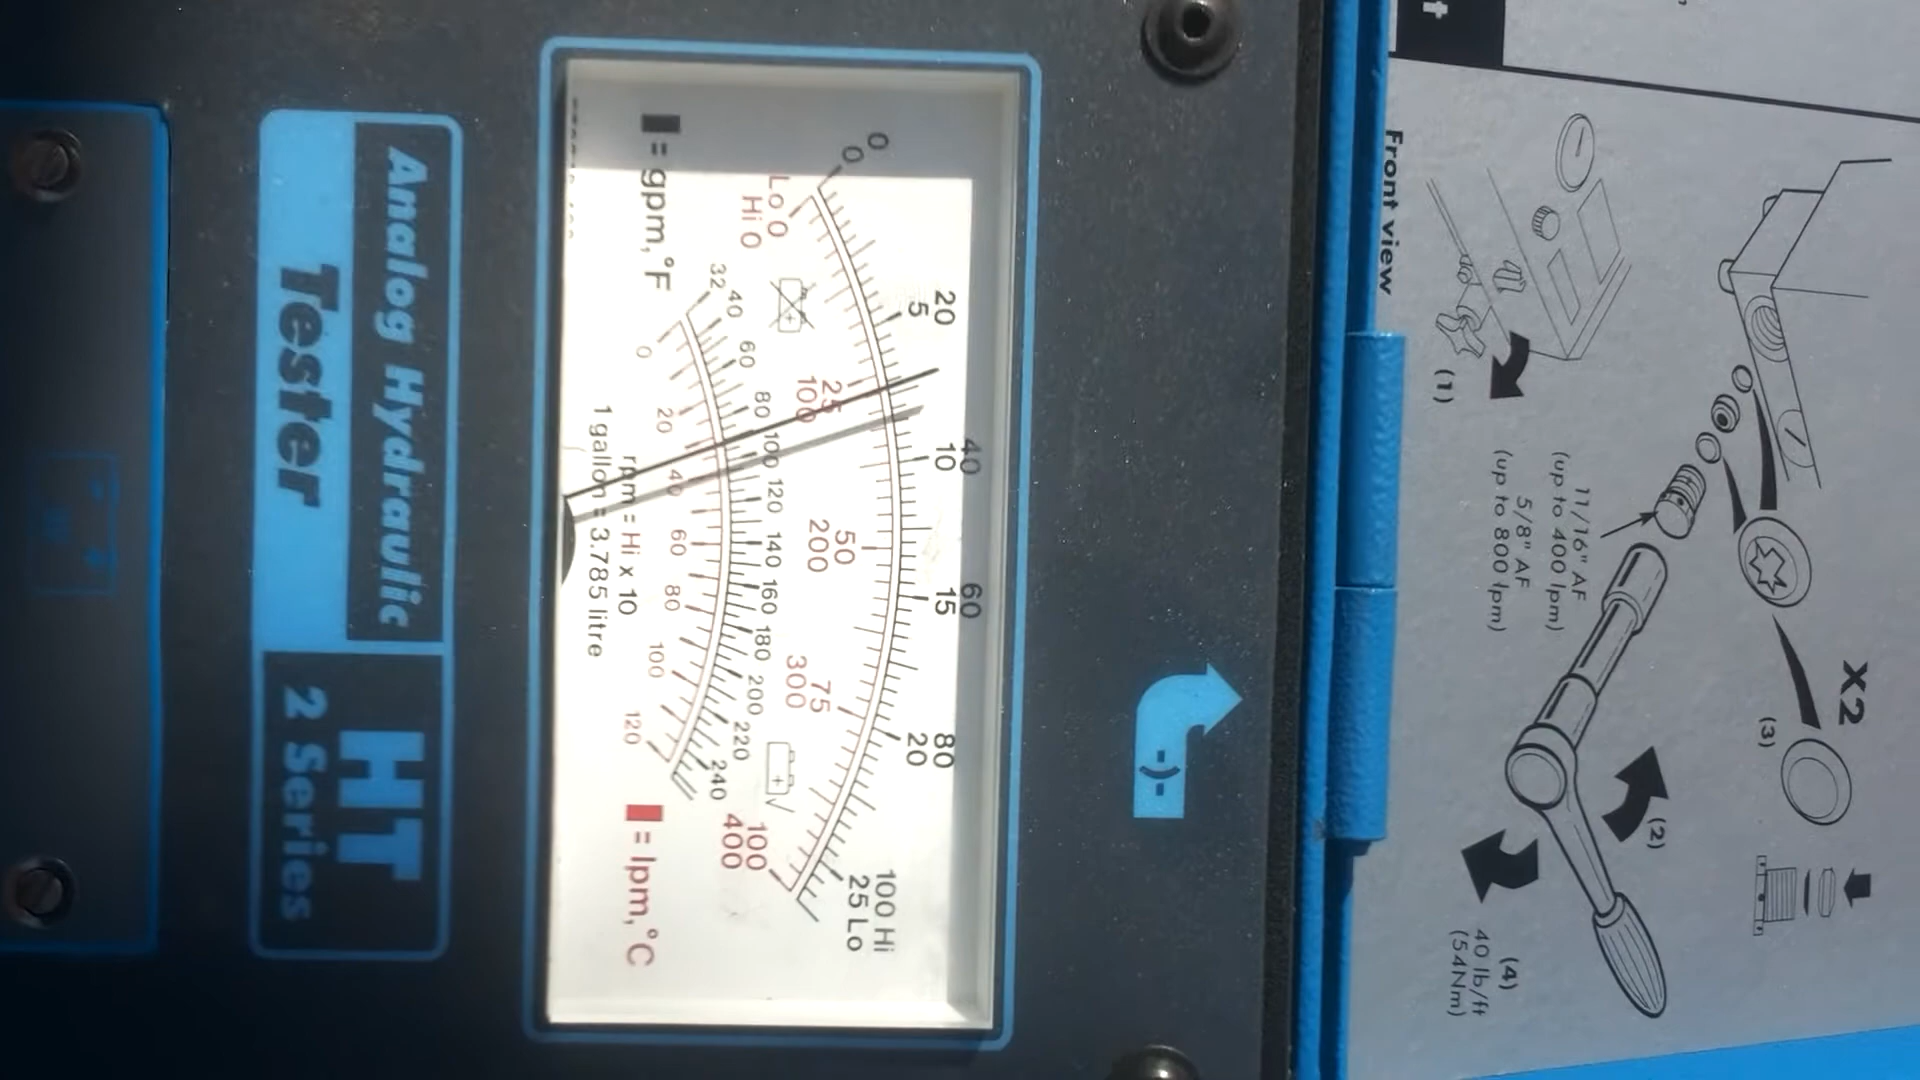 0 20 40 60 80 100 Hi
0 5 10 15 20 25 Lo
Lo 0 25 50 75 100
Hi 0 100 200 300 400
32 40 60 80 100 120 140 160 180 200 220 240
0 20 40 60 80 100 120
= gpm, °F
rpm = Hi x 10
= lpm, °C
1 gallon = 3.785 litre
Analog Hydraulic
Tester
HT
2 Series
Front view
(1)
11/16" AF
(up to 400 lpm)
5/8" AF
(up to 800 lpm)
X2
(3)
(2)
(4)
40 lb/ft
(54Nm)